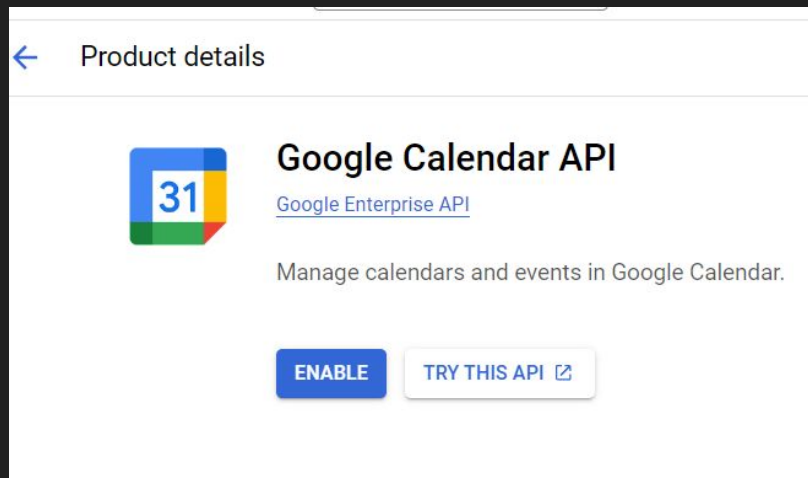 Product details
Google Calendar API
31
Google Enterprise API
Manage calendars and events in Google Calendar.
ENABLE
TRY THIS API